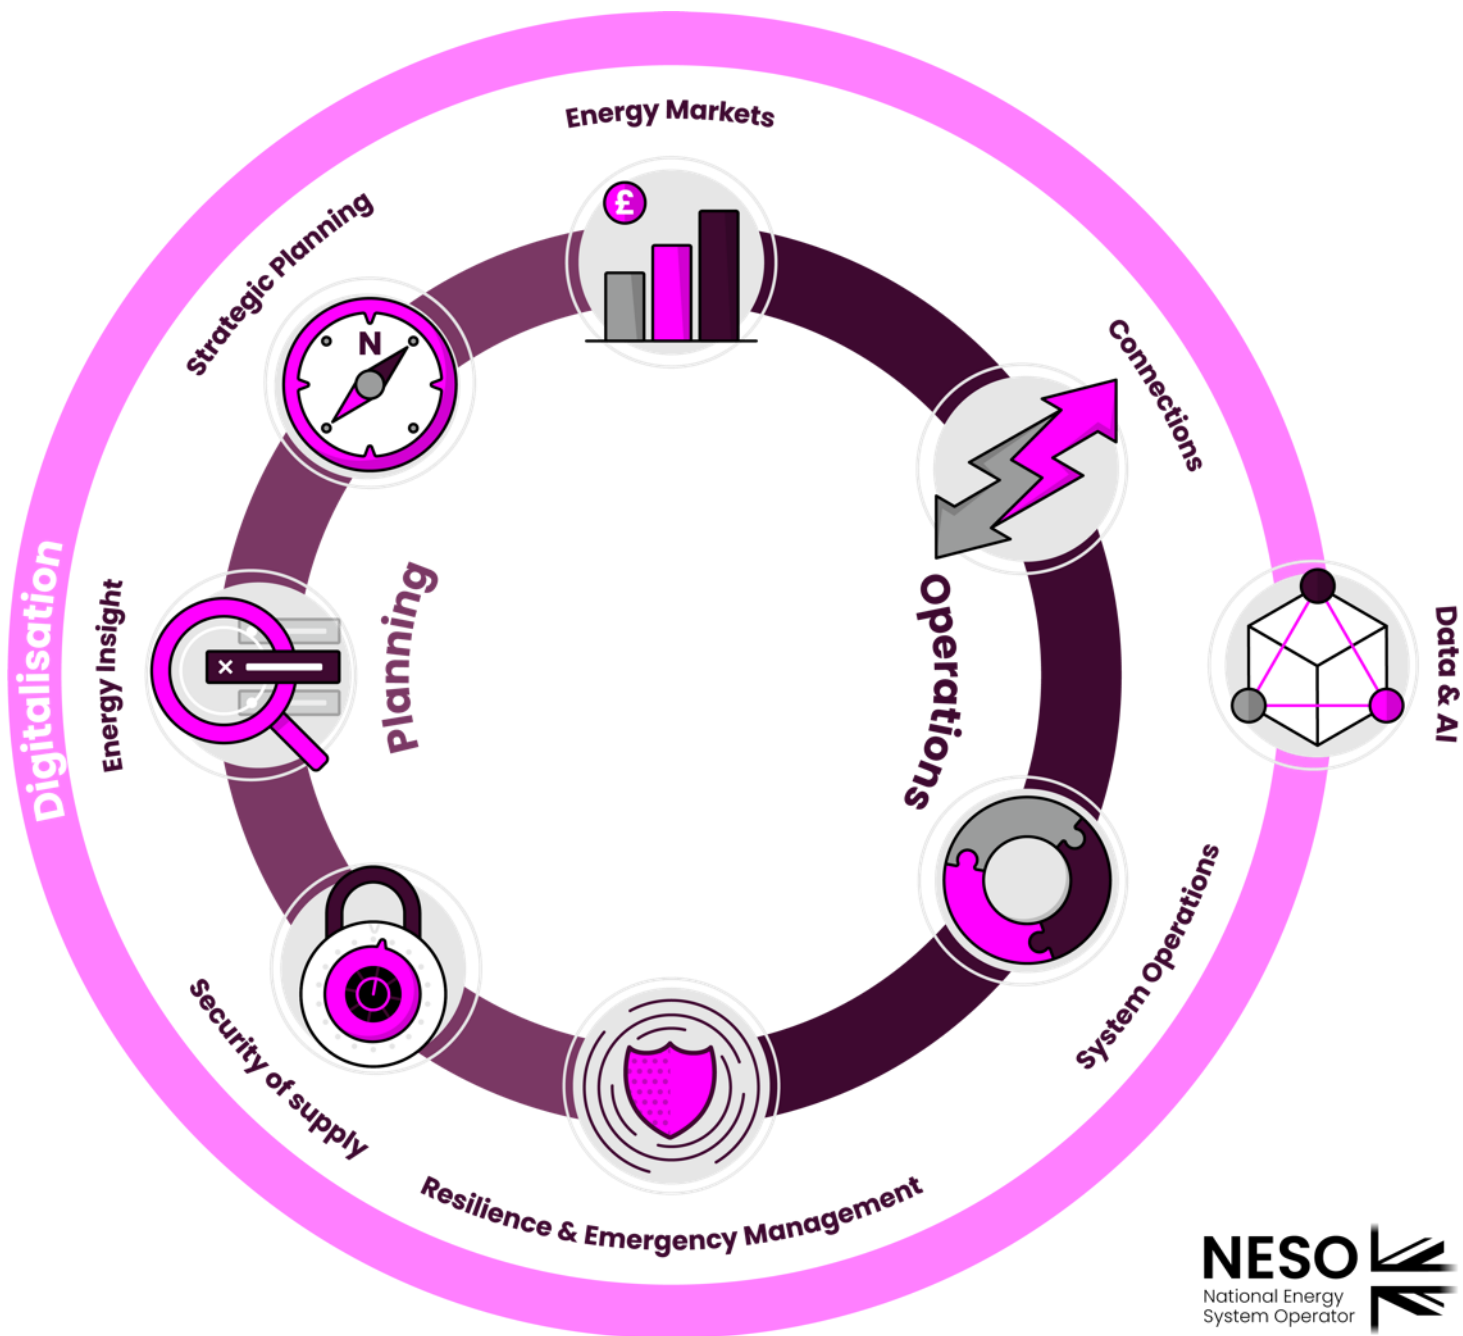 Energy Markets
£
Strategic Planning
N
Connections
Digitalisation
Energy Insight
Planning
Operations
Data & AI
System Operations
Security of supply
Resilience & Emergency Management
NESO
National Energy
System Operator